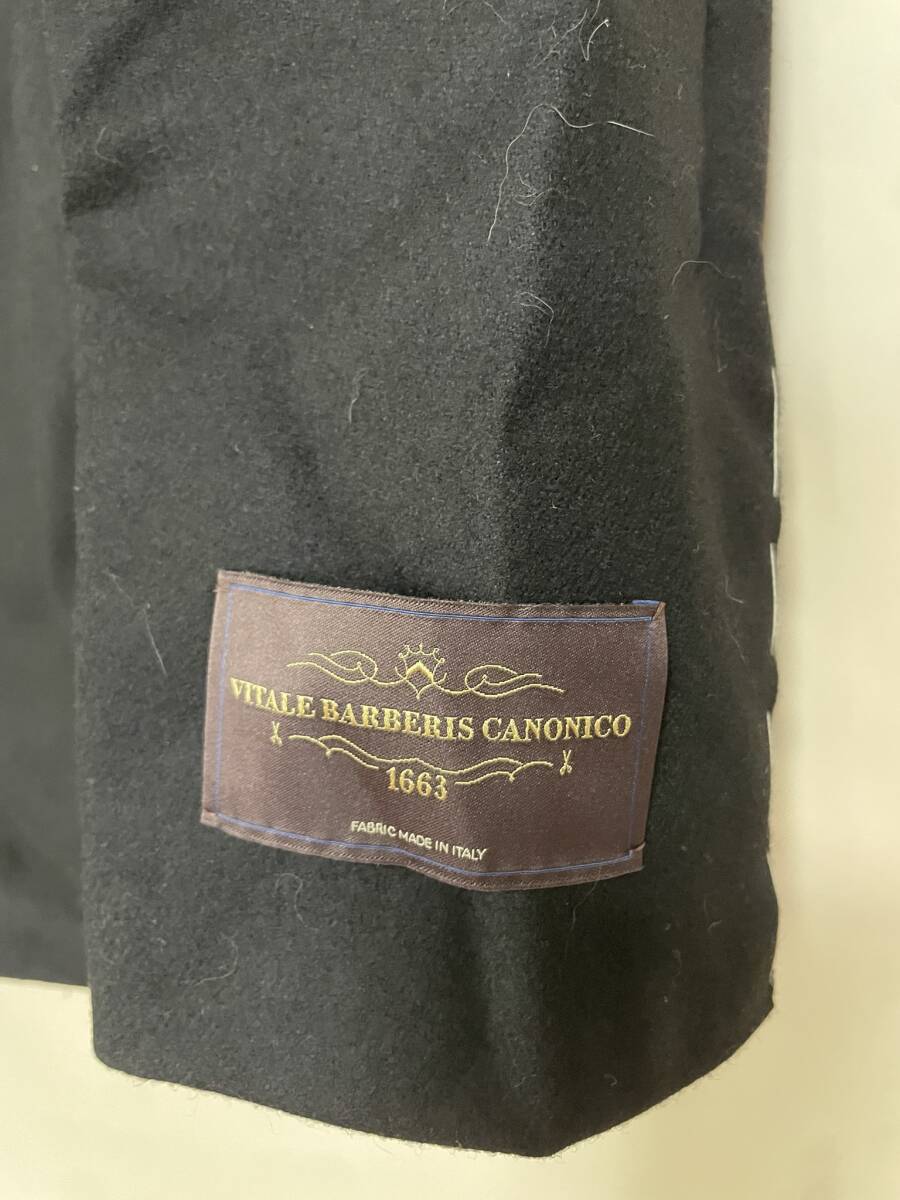 VITALE BARBERIS CANONICO
1663
FABRIC MADE IN ITALY